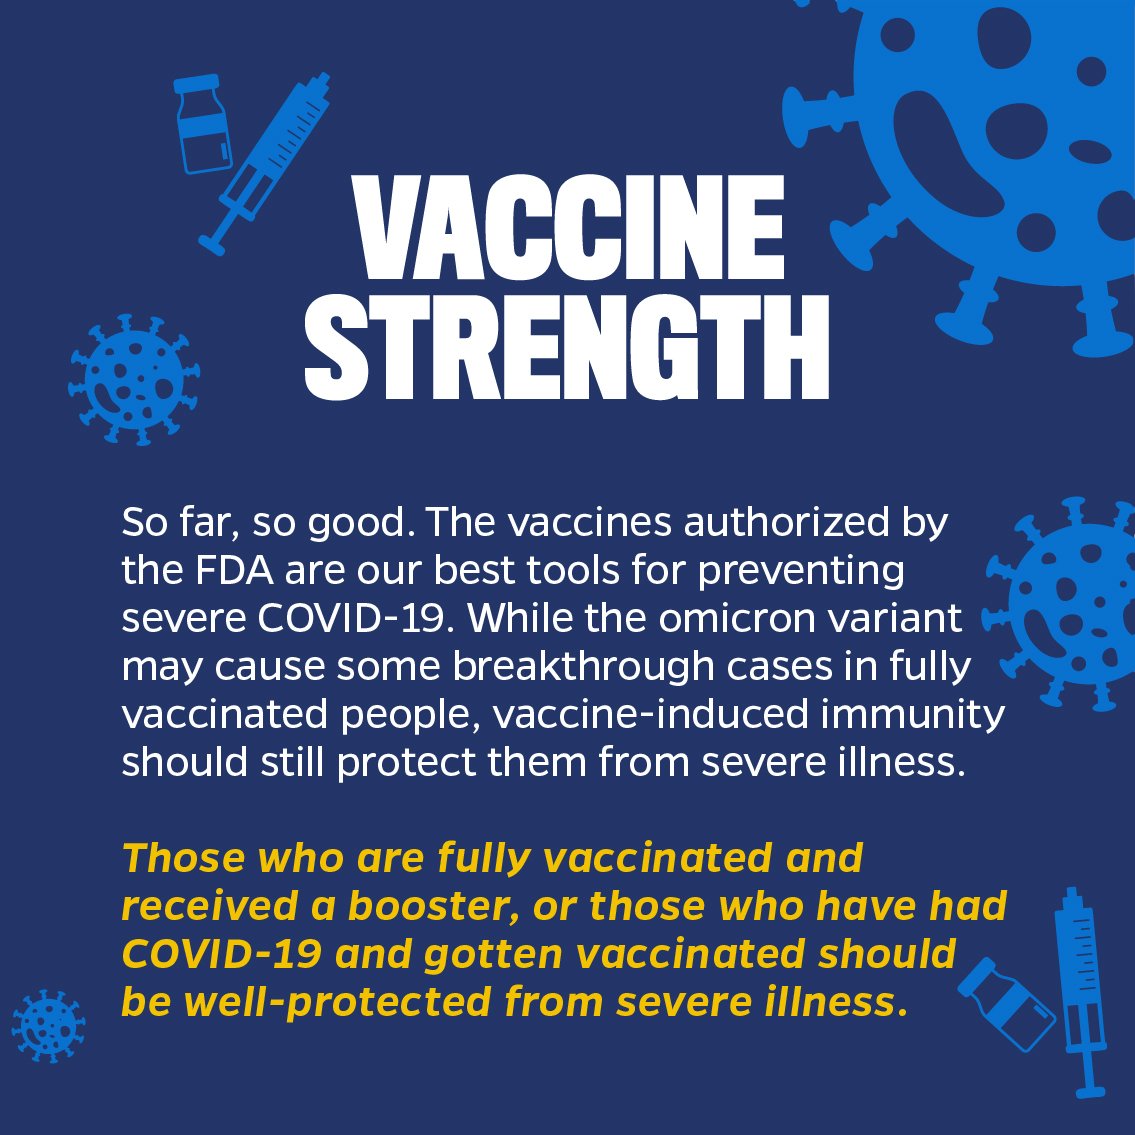 VACCINE
STRENGTH
So far, so good. The vaccines authorized by
the FDA are our best tools for preventing
severe COVID-19. While the omicron variant
may cause some breakthrough cases in fully
vaccinated people, vaccine-induced immunity
should still protect them from severe illness.
Those who are fully vaccinated and
received a booster, or those who have had
COVID-19 and gotten vaccinated should
be well-protected from severe illness.